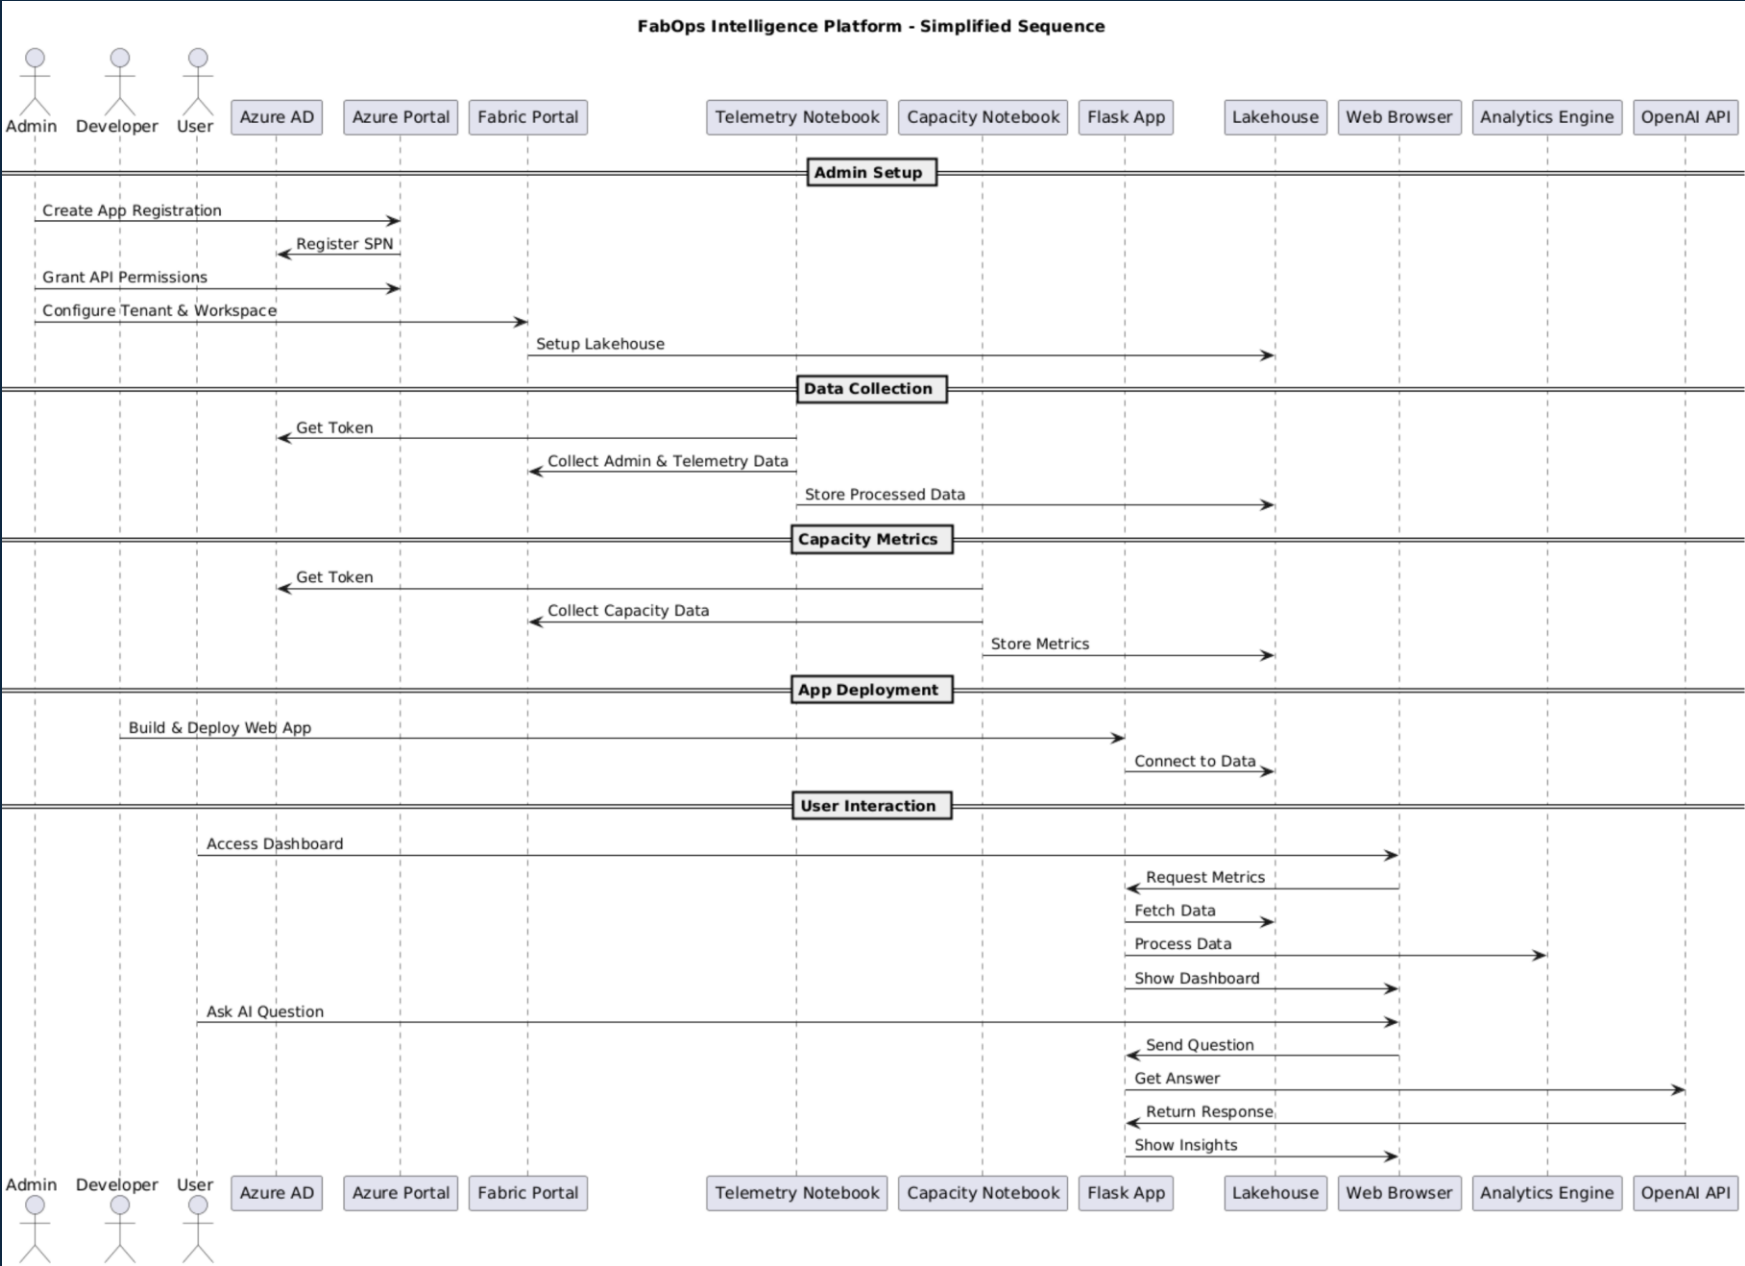 FabOps Intelligence Platform - Simplified Sequence
Admin Developer User Azure AD Azure Portal Fabric Portal Telemetry Notebook Capacity Notebook Flask App Lakehouse Web Browser Analytics Engine OpenAI API
Admin Setup
Create App Registration
Register SPN
Grant API Permissions
Configure Tenant & Workspace
Setup Lakehouse
Data Collection
Get Token
Collect Admin & Telemetry Data
Store Processed Data
Capacity Metrics
Get Token
Collect Capacity Data
Store Metrics
App Deployment
Build & Deploy Web App
Connect to Data
User Interaction
Access Dashboard
Request Metrics
Fetch Data
Process Data
Show Dashboard
Ask AI Question
Send Question
Get Answer
Return Response
Show Insights
Admin Developer User Azure AD Azure Portal Fabric Portal Telemetry Notebook Capacity Notebook Flask App Lakehouse Web Browser Analytics Engine OpenAI API